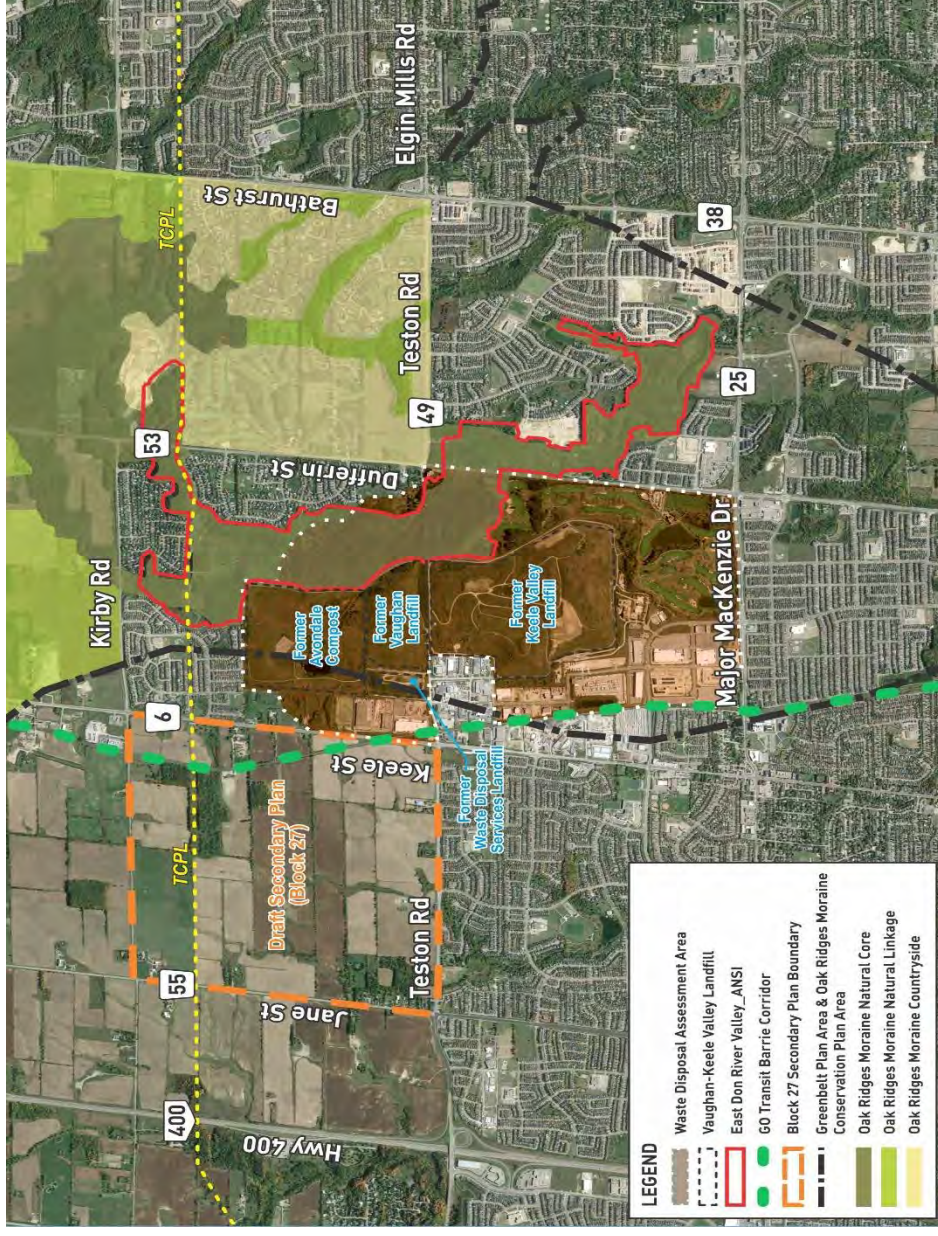 Elgin Mills Rd
TCPL
Bathurst St
Teston Rd
38
49
25
53
Dufferin St
Kirby Rd
Former
Avondale
Compost
Former
Vaughan
Landfill
Former
Keele Valley
Landfill
Major MacKenzie Dr
6
Keele St
Former
Waste Disposal
Services Landfill
Draft Secondary Plan
(Block 27)
TCPL
55
Jane St
Teston Rd
400
Hwy 400
LEGEND
Waste Disposal Assessment Area
Vaughan-Keele Valley Landfill
East Don River Valley_ANSI
GO Transit Barrie Corridor
Block 27 Secondary Plan Boundary
Greenbelt Plan Area & Oak Ridges Moraine
Conservation Plan Area
Oak Ridges Moraine Natural Core
Oak Ridges Moraine Natural Linkage
Oak Ridges Moraine Countryside